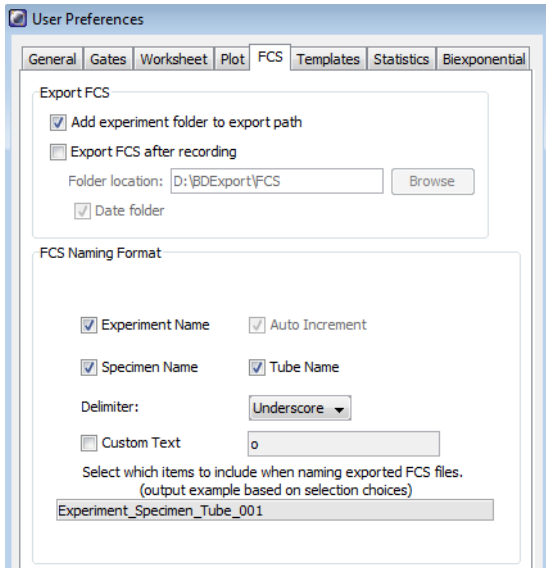 User Preferences
General Gates Worksheet Plot FCS Templates Statistics Biexponential
Export FCS
Add experiment folder to export path
Export FCS after recording
Folder location: D:\BDExport\FCS Browse
Date folder
FCS Naming Format
Experiment Name Auto Increment
Specimen Name Tube Name
Delimiter: Underscore
Custom Text o
Select which items to include when naming exported FCS files.
(output example based on selection choices)
Experiment_Specimen_Tube_001